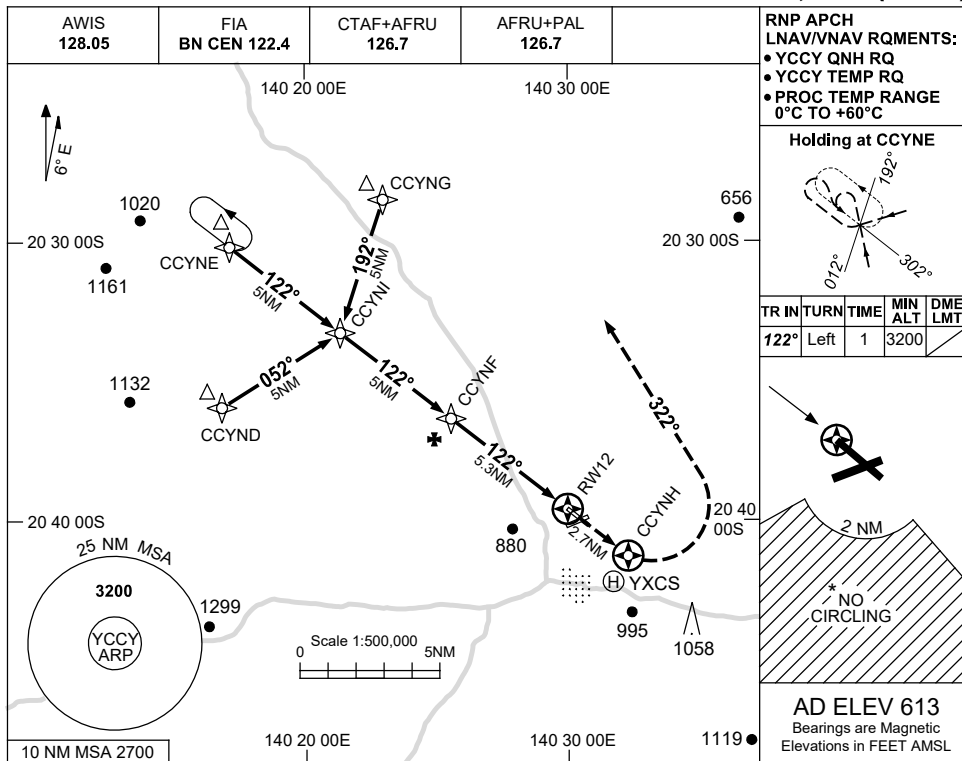 AWIS
128.05
FIA
BN CEN 122.4
CTAF+AFRU
126.7
AFRU+PAL
126.7
RNP APCH
LNAV/VNAV RQMENTS:
• YCCY QNH RQ
• YCCY TEMP RQ
• PROC TEMP RANGE
0°C TO +60°C
140 20 00E
140 30 00E
6° E
Holding at CCYNE
192°
012°
302°
TR IN
TURN
TIME
MIN ALT
DME LMT
122°
Left
1
3200
CCYNG
1020
656
20 30 00S
20 30 00S
CCYNE
1161
192°
5NM
122°
5NM
CCYNI
052°
5NM
1132
CCYND
122°
5NM
CCYNF
322°
122°
5.3NM
RW12
CCYNH
2.7NM
20 40 00S
20 40
00S
880
2 NM
* NO
CIRCLING
25 NM MSA
3200
YCCY
ARP
1299
H
YXCS
995
1058
Scale 1:500,000
0
5NM
AD ELEV 613
Bearings are Magnetic
Elevations in FEET AMSL
10 NM MSA 2700
140 20 00E
140 30 00E
1119